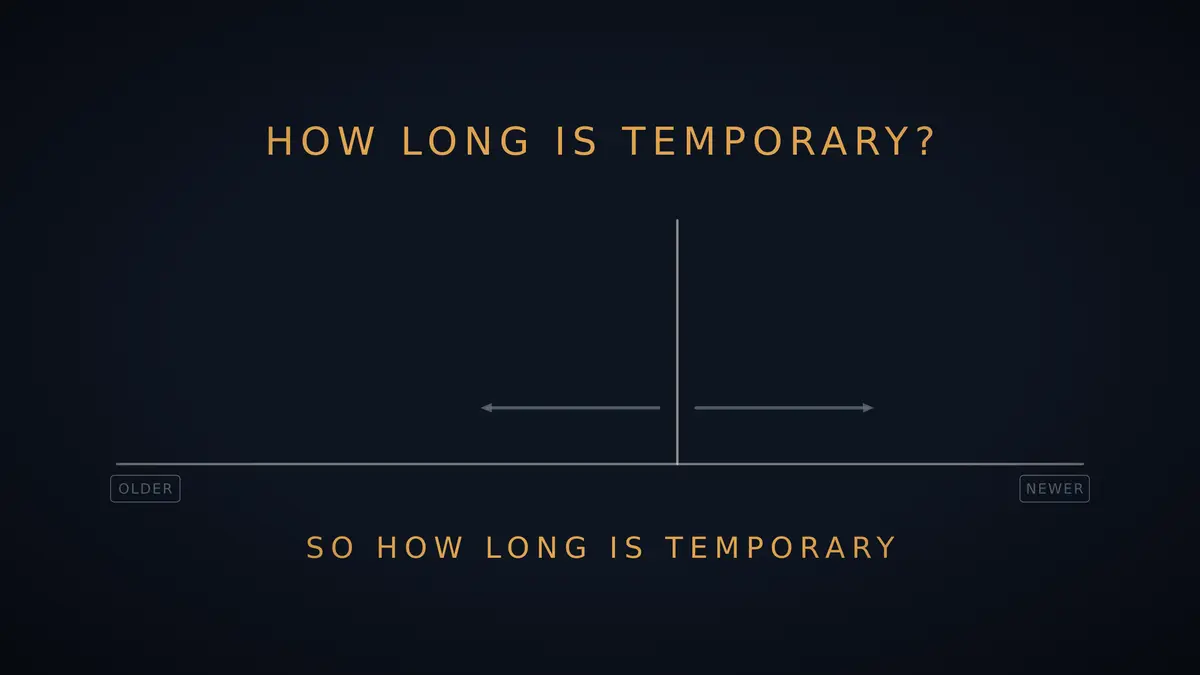 HOW LONG IS TEMPORARY?
OLDER
NEWER
SO HOW LONG IS TEMPORARY